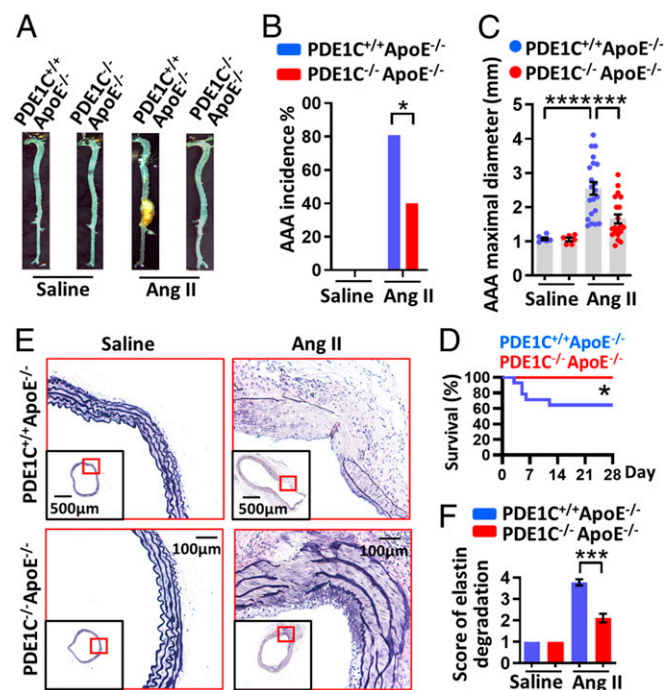 A
PDE1C+/+
ApoE-/-
PDE1C-/-
ApoE-/-
PDE1C+/+
ApoE-/-
PDE1C-/-
ApoE-/-
Saline
Ang II
B
PDE1C+/+ApoE-/-
PDE1C-/-ApoE-/-
AAA incidence %
100
80
60
40
20
0
*
Saline
Ang II
C
PDE1C+/+ApoE-/-
PDE1C-/-ApoE-/-
AAA maximal diameter (mm)
5
4
3
2
1
0
****
***
Saline
Ang II
D
PDE1C+/+ApoE-/-
PDE1C-/-ApoE-/-
Survival (%)
100
80
60
40
20
0
*
0 7 14 21 28 Day
E
Saline
Ang II
PDE1C+/+ApoE-/-
500μm
500μm
PDE1C-/-ApoE-/-
100μm
100μm
F
PDE1C+/+ApoE-/-
PDE1C-/-ApoE-/-
Score of elastin
degradation
4
3
2
1
0
***
Saline
Ang II